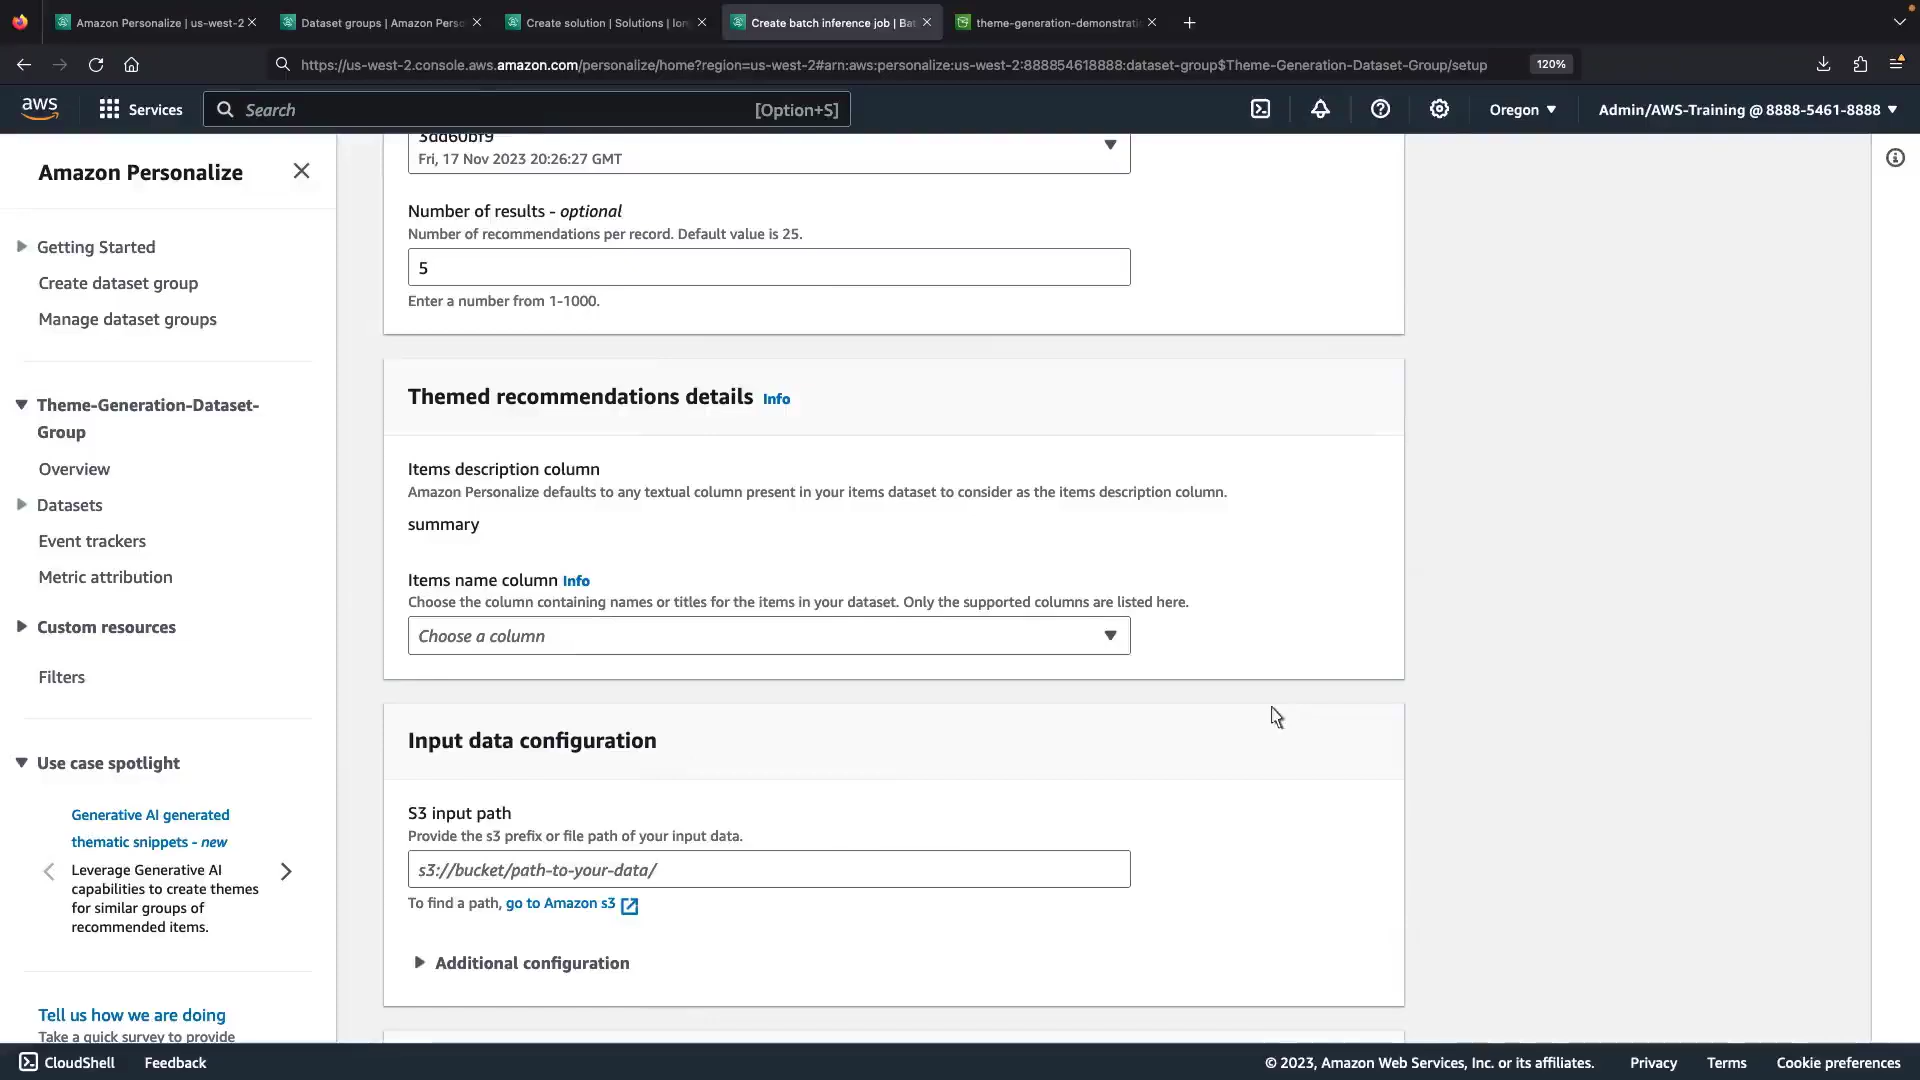 Amazon Personalize | us-west-2
Dataset groups | Amazon Perso
Create solution | Solutions | lon
Create batch inference job | Bat
theme-generation-demonstrati
https://us-west-2.console.aws.amazon.com/personalize/home?region=us-west-2#arn:aws:personalize:us-west-2:888854618888:dataset-group$Theme-Generation-Dataset-Group/setup
120%
aws
Services
Search
[Option+S]
Oregon
Admin/AWS-Training @ 8888-5461-8888
Amazon Personalize
Getting Started
Create dataset group
Manage dataset groups
Theme-Generation-Dataset-
Group
Overview
Datasets
Event trackers
Metric attribution
Custom resources
Filters
Use case spotlight
Generative AI generated
thematic snippets - new
Leverage Generative AI
capabilities to create themes
for similar groups of
recommended items.
Tell us how we are doing
Take a quick survey to provide
3dd60bf9
Fri, 17 Nov 2023 20:26:27 GMT
Number of results - optional
Number of recommendations per record. Default value is 25.
5
Enter a number from 1-1000.
Themed recommendations details Info
Items description column
Amazon Personalize defaults to any textual column present in your items dataset to consider as the items description column.
summary
Items name column Info
Choose the column containing names or titles for the items in your dataset. Only the supported columns are listed here.
Choose a column
Input data configuration
S3 input path
Provide the s3 prefix or file path of your input data.
s3://bucket/path-to-your-data/
To find a path, go to Amazon s3
Additional configuration
CloudShell
Feedback
© 2023, Amazon Web Services, Inc. or its affiliates.
Privacy
Terms
Cookie preferences